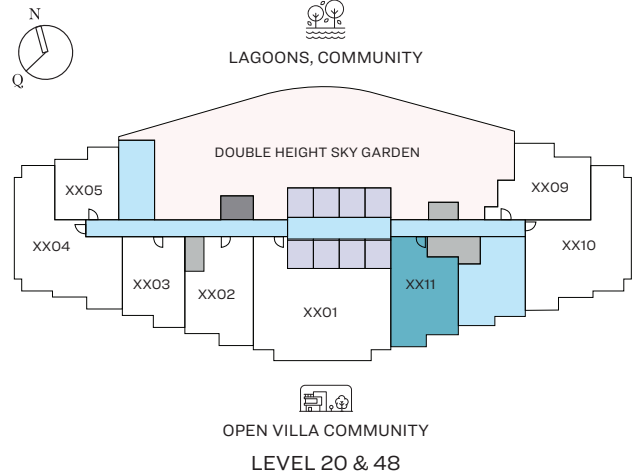 N
Q
LAGOONS, COMMUNITY
DOUBLE HEIGHT SKY GARDEN
XX05
XX09
XX04
XX10
XX03
XX02
XX11
XX01
OPEN VILLA COMMUNITY
LEVEL 20 & 48